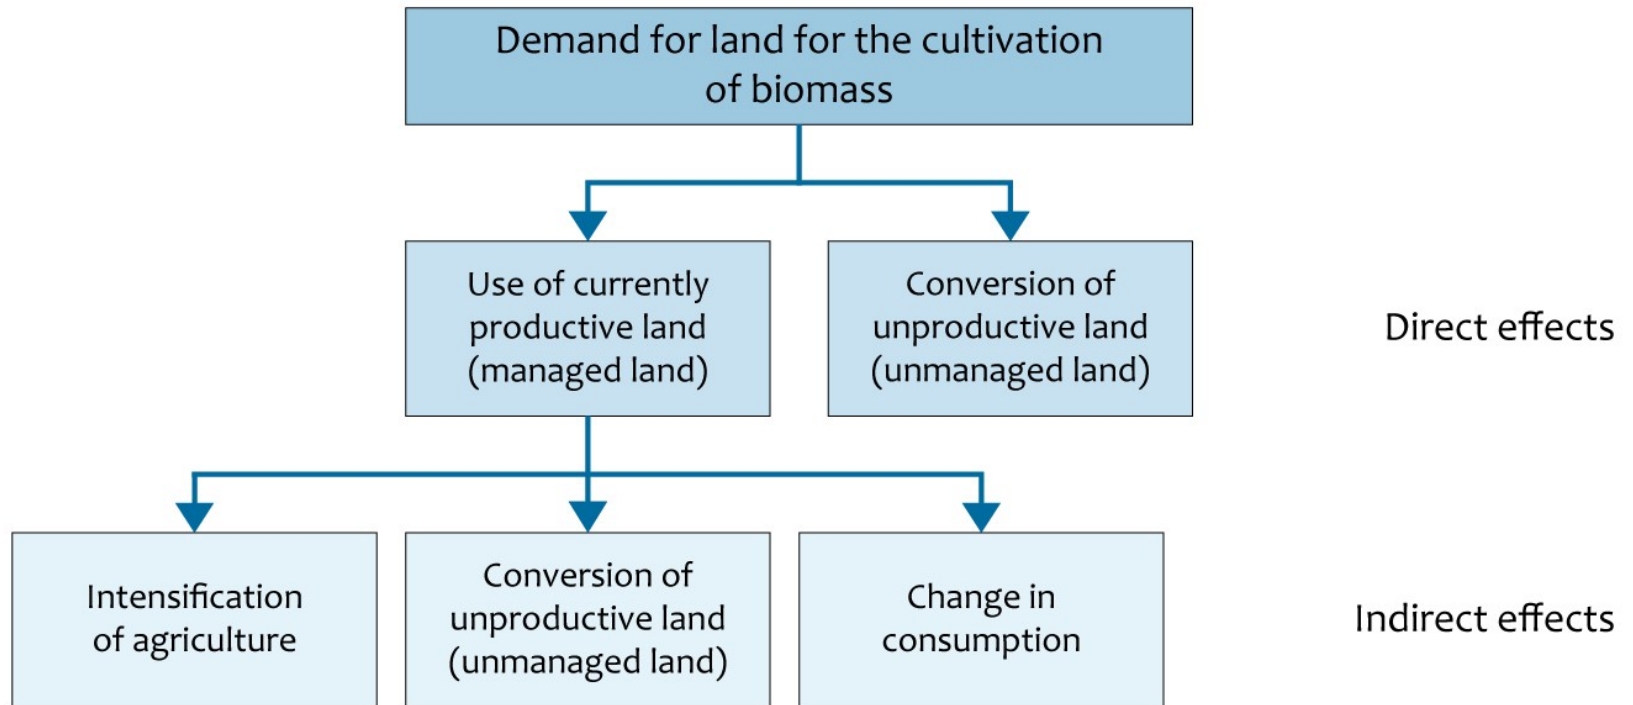 Demand for land for the cultivation
of biomass
Use of currently
productive land
(managed land)
Conversion of
unproductive land
(unmanaged land)
Direct effects
Intensification
of agriculture
Conversion of
unproductive land
(unmanaged land)
Change in
consumption
Indirect effects